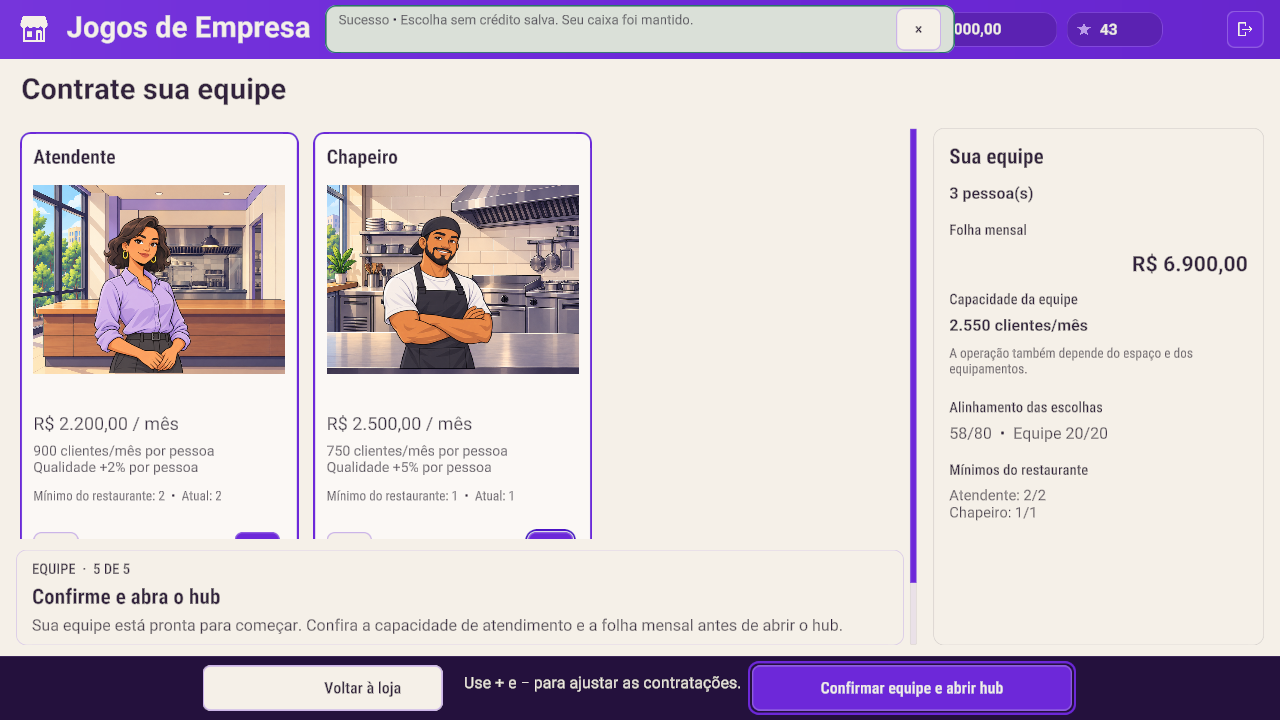 Jogos de Empresa
Sucesso • Escolha sem crédito salva. Seu caixa foi mantido.
×
000,00
43
Contrate sua equipe
Atendente
R$ 2.200,00 / mês
900 clientes/mês por pessoa
Qualidade +2% por pessoa
Mínimo do restaurante: 2 • Atual: 2
Chapeiro
R$ 2.500,00 / mês
750 clientes/mês por pessoa
Qualidade +5% por pessoa
Mínimo do restaurante: 1 • Atual: 1
Sua equipe
3 pessoa(s)
Folha mensal
R$ 6.900,00
Capacidade da equipe
2.550 clientes/mês
A operação também depende do espaço e dos
equipamentos.
Alinhamento das escolhas
58/80 • Equipe 20/20
Mínimos do restaurante
Atendente: 2/2
Chapeiro: 1/1
EQUIPE · 5 DE 5
Confirme e abra o hub
Sua equipe está pronta para começar. Confira a capacidade de atendimento e a folha mensal antes de abrir o hub.
Voltar à loja
Use + e − para ajustar as contratações.
Confirmar equipe e abrir hub